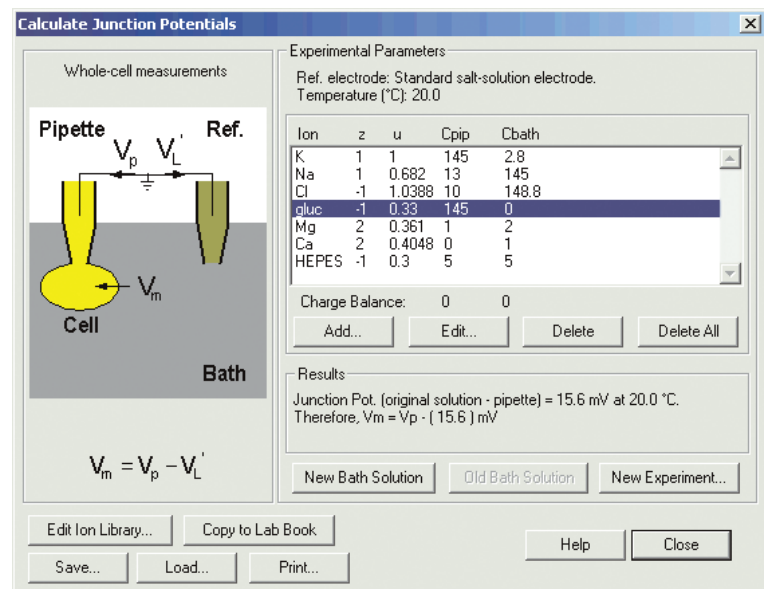 Calculate Junction Potentials
Whole-cell measurements
Pipette
Ref.
Vp
VL'
Vm
Cell
Bath
Vm = Vp − VL'
Experimental Parameters
Ref. electrode: Standard salt-solution electrode.
Temperature (°C): 20.0
Ion z u Cpip Cbath
K 1 1 145 2.8
Na 1 0.682 13 145
Cl -1 1.0388 10 148.8
gluc -1 0.33 145 0
Mg 2 0.361 1 2
Ca 2 0.4048 0 1
HEPES -1 0.3 5 5
Charge Balance: 0 0
Add... Edit... Delete Delete All
Results
Junction Pot. (original solution - pipette) = 15.6 mV at 20.0 °C.
Therefore, Vm = Vp - ( 15.6 ) mV
New Bath Solution Old Bath Solution New Experiment...
Edit Ion Library... Copy to Lab Book
Save... Load... Print...
Help Close